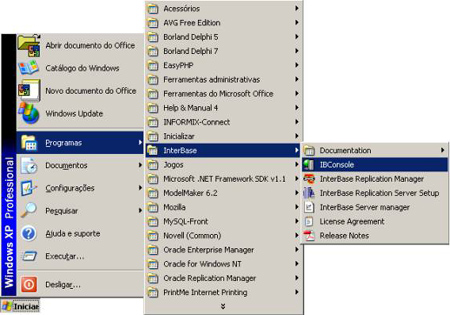 Abrir documento do Office
Catálogo do Windows
Novo documento do Office
Windows Update
Programas
Documentos
Configurações
Pesquisar
Ajuda e suporte
Executar...
Desligar...
Windows XP Professional
Iniciar
Acessórios
AVG Free Edition
Borland Delphi 5
Borland Delphi 7
EasyPHP
Ferramentas administrativas
Ferramentas do Microsoft Office
Help & Manual 4
INFORMIX-Connect
Inicializar
InterBase
Jogos
Microsoft .NET Framework SDK v1.1
ModelMaker 6.2
Mozilla
MySQL-Front
Novell (Common)
Oracle Enterprise Manager
Oracle for Windows NT
Oracle Replication Manager
PrintMe Internet Printing
Documentation
IBConsole
InterBase Replication Manager
InterBase Replication Server Setup
InterBase Server manager
License Agreement
Release Notes